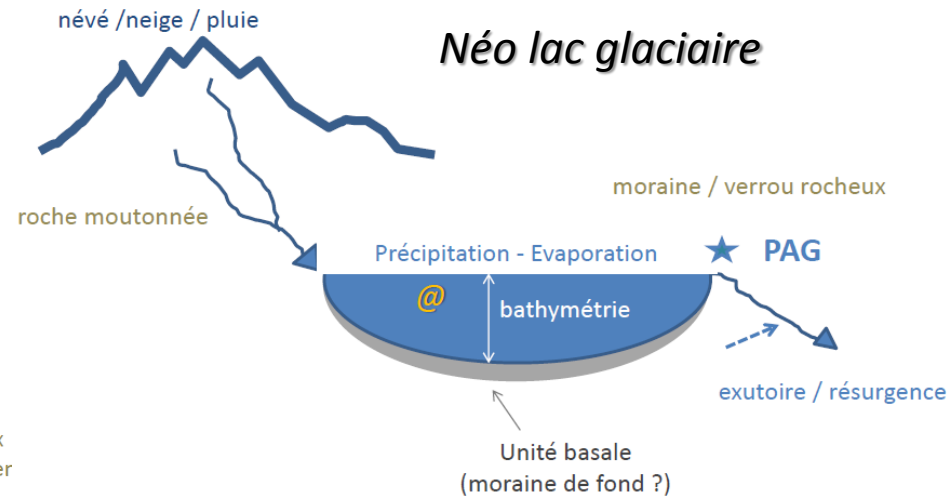 névé /neige / pluie
Néo lac glaciaire
moraine / verrou rocheux
roche moutonnée
Précipitation - Evaporation
PAG
@
bathymétrie
exutoire / résurgence
Unité basale
(moraine de fond ?)
x
er